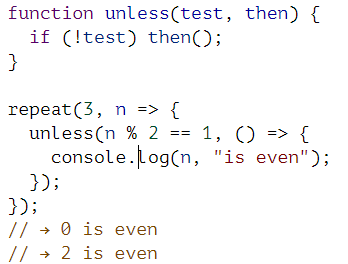 function unless(test, then) {
  if (!test) then();
}

repeat(3, n => {
  unless(n % 2 == 1, () => {
    console.log(n, "is even");
  });
});
// → 0 is even
// → 2 is even